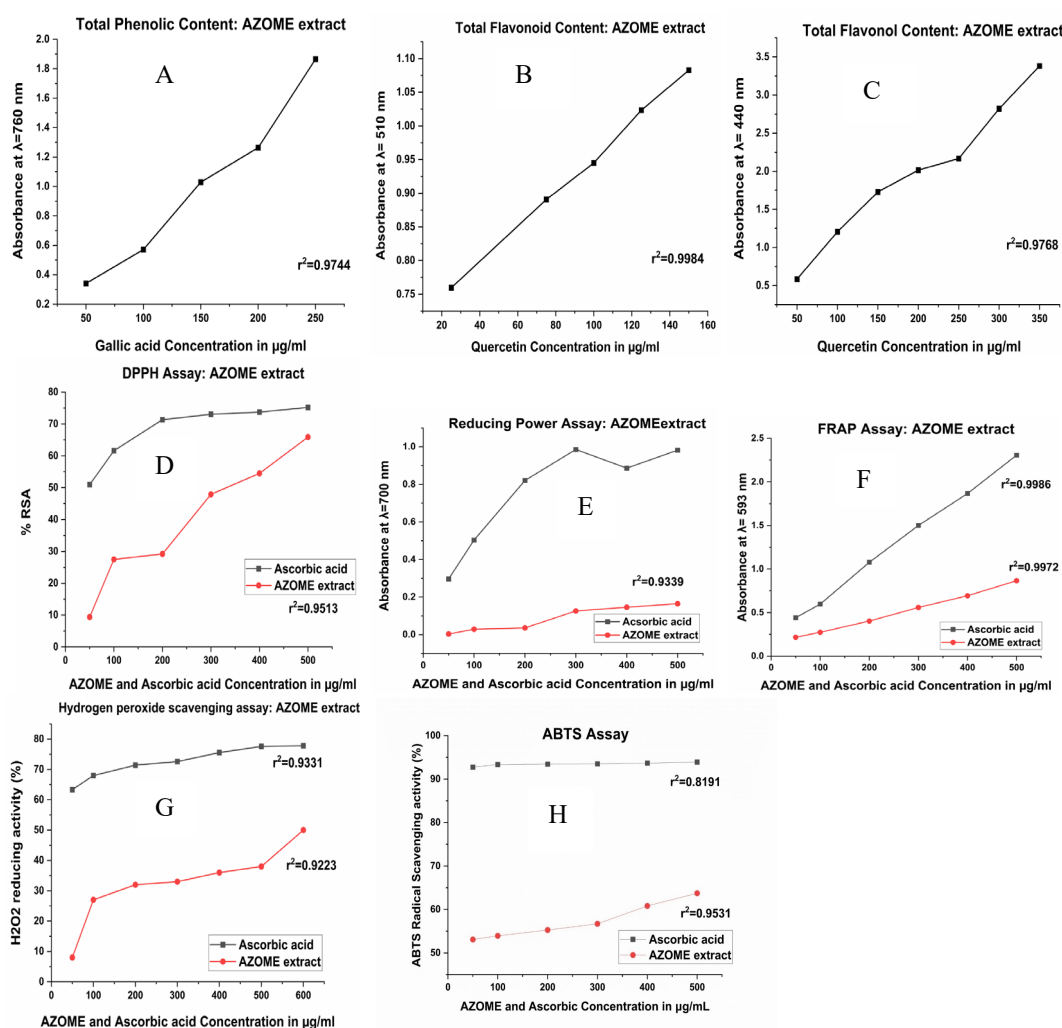 Total Phenolic Content: AZOME extract
A
Absorbance at λ=760 nm
2.0
1.8
1.6
1.4
1.2
1.0
0.8
0.6
0.4
0.2
r²=0.9744
50 100 150 200 250
Gallic acid Concentration in µg/ml
Total Flavonoid Content: AZOME extract
B
Absorbance at λ= 510 nm
1.10
1.05
1.00
0.95
0.90
0.85
0.80
0.75
r²=0.9984
20 40 60 80 100 120 140 160
Quercetin Concentration in µg/ml
Total Flavonol Content: AZOME extract
C
Absorbance at λ= 440 nm
3.5
3.0
2.5
2.0
1.5
1.0
0.5
r²=0.9768
50 100 150 200 250 300 350
Quercetin Concentration in µg/ml
DPPH Assay: AZOME extract
D
% RSA
80
70
60
50
40
30
20
10
0
Ascorbic acid
AZOME extract
r²=0.9513
100 200 300 400 500
AZOME and Ascorbic acid Concentration in µg/ml
Reducing Power Assay: AZOMEextract
E
Absorbance at λ=700 nm
1.0
0.8
0.6
0.4
0.2
0.0
r²=0.9339
Acsorbic acid
AZOME extract
100 200 300 400 500
AZOME and Ascorbic acid Concentration in µg/ml
FRAP Assay: AZOME extract
F
Absorbance at λ= 593 nm
2.5
2.0
1.5
1.0
0.5
0.0
r²=0.9986
r²=0.9972
Ascorbic acid
AZOME extract
100 200 300 400 500
AZOME and Ascorbic acid Concentration in µg/ml
Hydrogen peroxide scavenging assay: AZOME extract
G
H2O2 reducing activity (%)
80
70
60
50
40
30
20
10
0
r²=0.9331
r²=0.9223
Ascorbic acid
AZOME extract
100 200 300 400 500 600
AZOME and Ascorbic acid Concentration in µg/ml
ABTS Assay
H
ABTS Radical Scavenging activity (%)
100
90
80
70
60
50
r²=0.8191
r²=0.9531
Ascorbic acid
AZOME extract
0 100 200 300 400 500
AZOME and Ascorbic Concentration in µg/mL